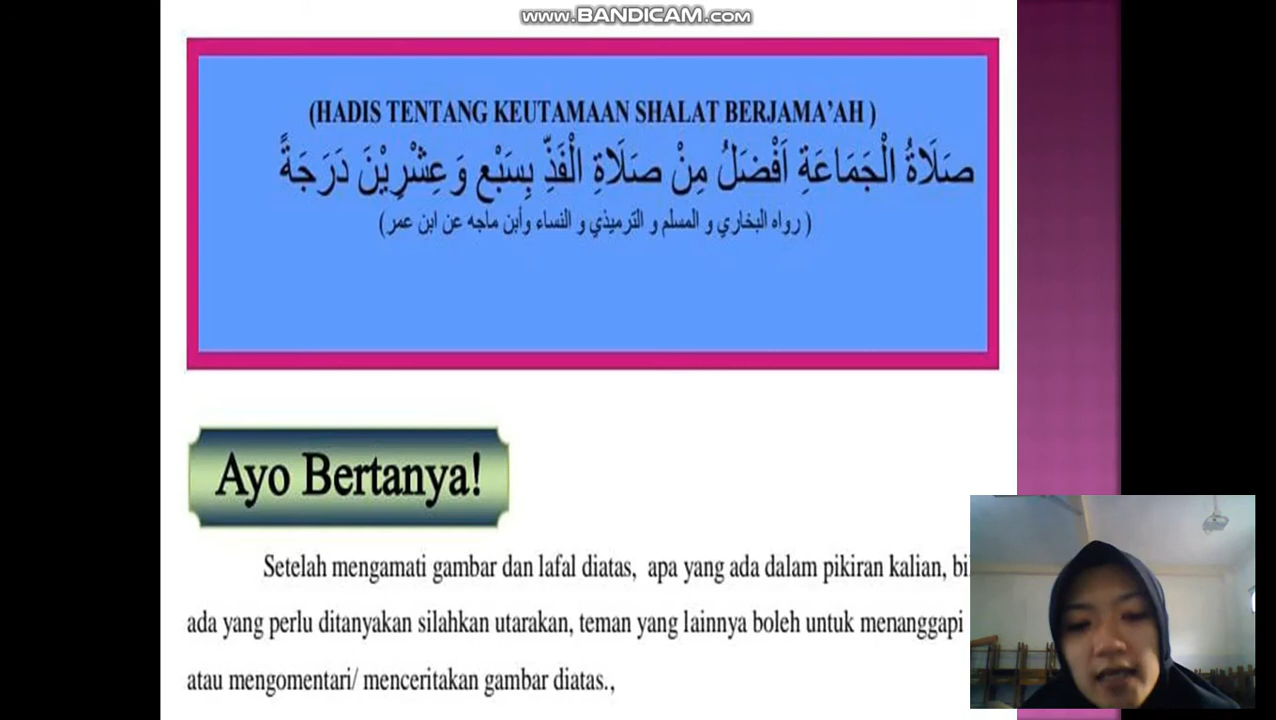 www.BANDICAM.com
(HADIS TENTANG KEUTAMAAN SHALAT BERJAMA’AH )
صَلَاةُ الْجَمَاعَةِ اَفْضَلُ مِنْ صَلَاةِ الْفَذِّ بِسَبْعٍ وَعِشْرِيْنَ دَرَجَةً
( رواه البخاري و المسلم و الترميذي و النساء وأبن ماجه عن ابن عمر)
Ayo Bertanya!
Setelah mengamati gambar dan lafal diatas, apa yang ada dalam pikiran kalian,
ada yang perlu ditanyakan silahkan utarakan, teman yang lainnya boleh untuk menanggapi
atau mengomentari/ menceritakan gambar diatas.,